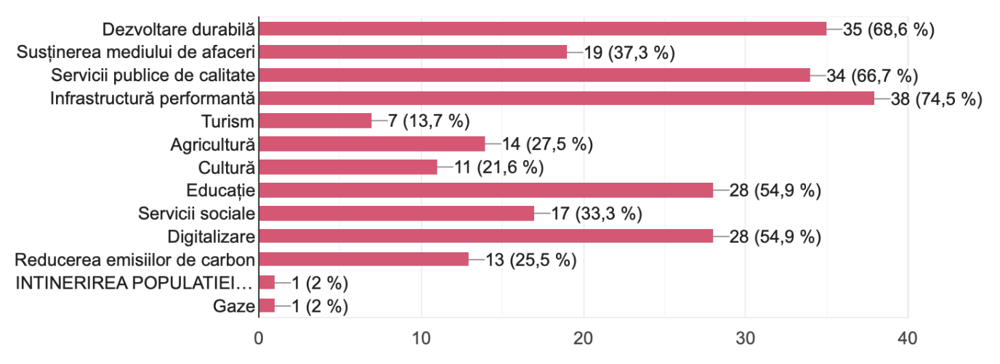 Dezvoltare durabilă 35 (68,6 %)
Susținerea mediului de afaceri 19 (37,3 %)
Servicii publice de calitate 34 (66,7 %)
Infrastructură performantă 38 (74,5 %)
Turism 7 (13,7 %)
Agricultură 14 (27,5 %)
Cultură 11 (21,6 %)
Educație 28 (54,9 %)
Servicii sociale 17 (33,3 %)
Digitalizare 28 (54,9 %)
Reducerea emisiilor de carbon 13 (25,5 %)
INTINERIREA POPULATIEI… 1 (2 %)
Gaze 1 (2 %)
0 10 20 30 40